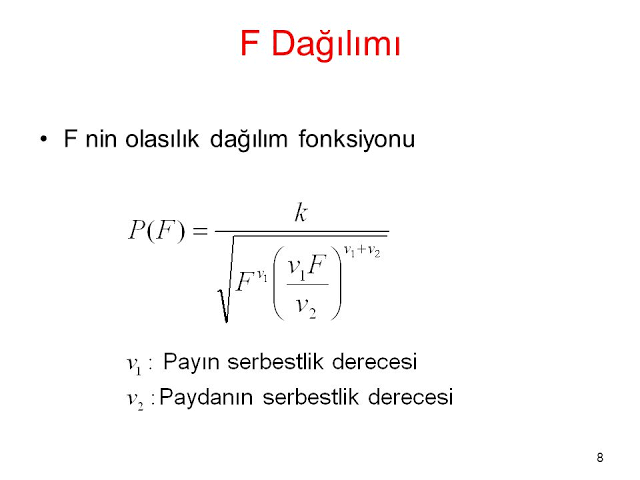 F Dağılımı
• F nin olasılık dağılım fonksiyonu
P(F) = k / √(F^v₁ (v₁F / v₂)^(v₁+v₂))
v₁ : Payın serbestlik derecesi
v₂ : Paydanın serbestlik derecesi
8